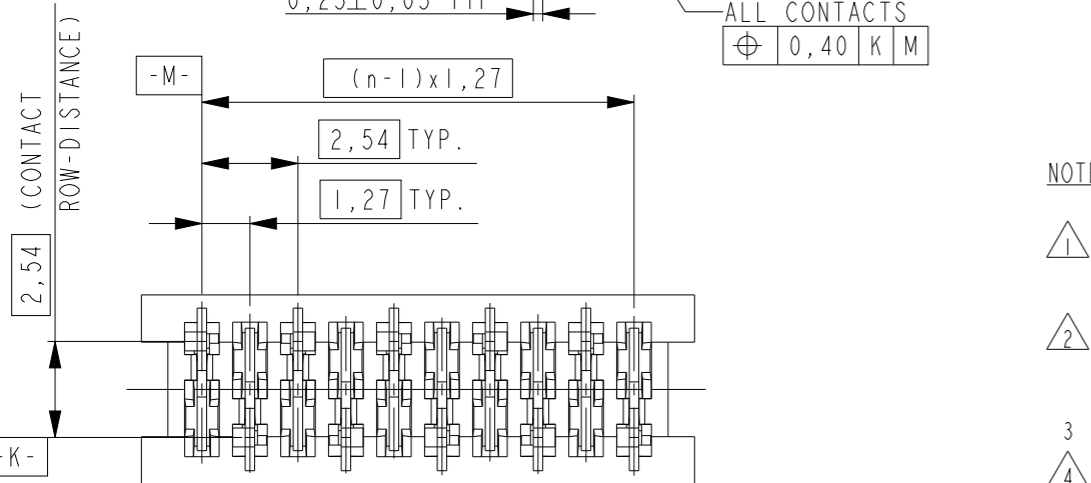 0,25±0,05 TYP
ALL CONTACTS
⌖ 0,40 K M
-M-
(n-1)x1,27
2,54 TYP.
1,27 TYP.
(CONTACT
ROW-DISTANCE)
2,54
-K-
1
2
3
4